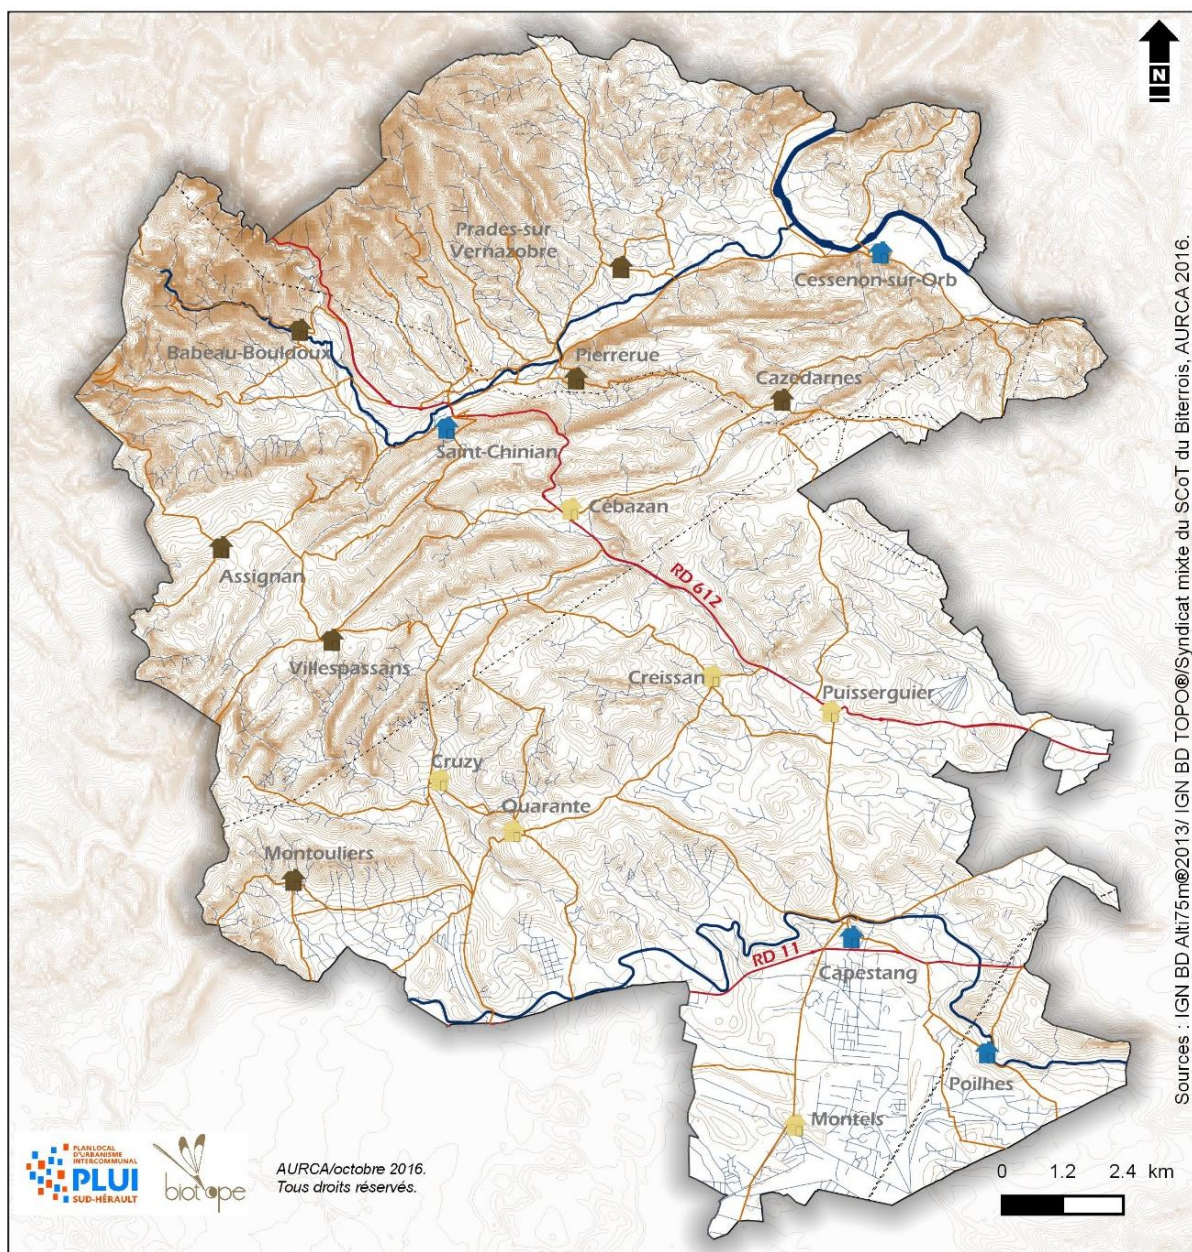 N
Prades-sur
Vernazobre
Cessenon-sur-Orb
Babeau-Bouldoux
Pierrerue
Cazedarnes
Saint-Chinian
Cébazan
Assignan
RD 612
Villespassans
Creissan
Puisserguier
Cruzy
Quarante
Montouliers
RD 11
Capestang
Poilhes
Montels
PLAN LOCAL
D'URBANISME
INTERCOMMUNAL
PLUI
SUD-HÉRAULT
biotope
AURCA/octobre 2016.
Tous droits réservés.
0 1.2 2.4 km
Sources : IGN BD Alti75m®2013/ IGN BD TOPO®/Syndicat mixte du SCoT du Biterrois, AURCA 2016.